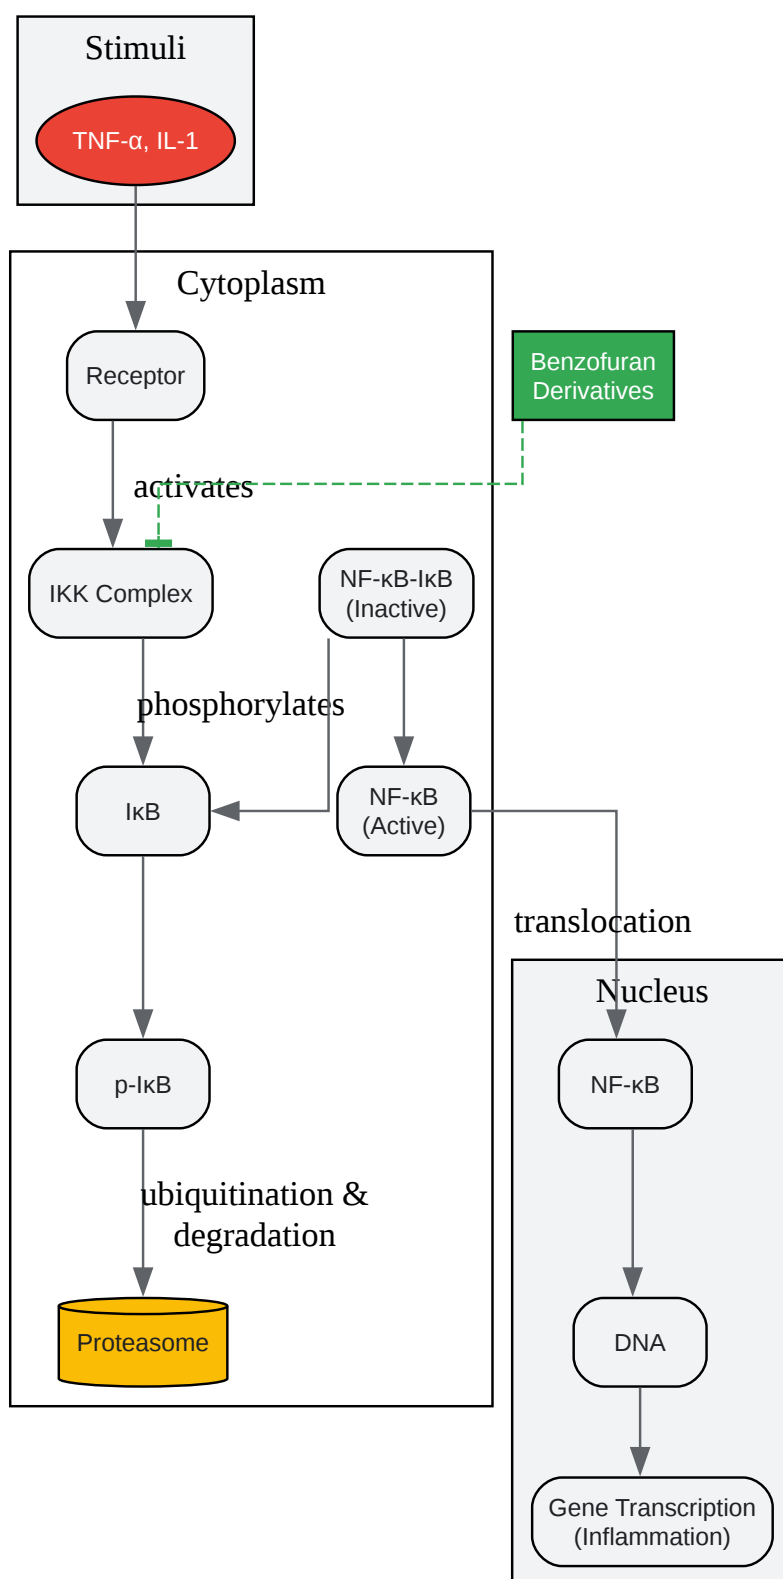 Stimuli
TNF-α, IL-1
Cytoplasm
Receptor
Benzofuran
Derivatives
activates
IKK Complex
NF-κB-IκB
(Inactive)
phosphorylates
IκB
NF-κB
(Active)
translocation
Nucleus
p-IκB
NF-κB
ubiquitination &
degradation
Proteasome
DNA
Gene Transcription
(Inflammation)